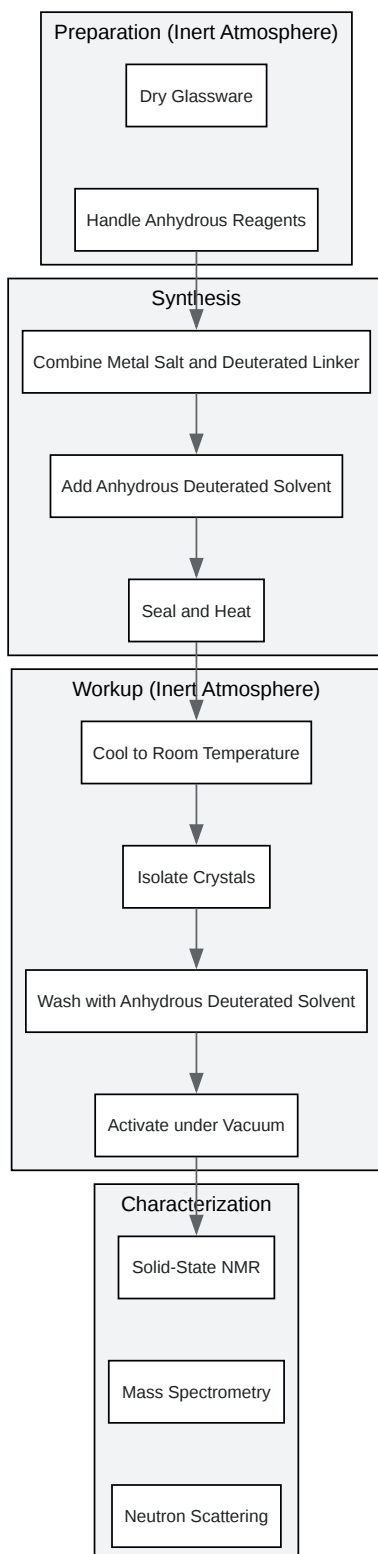 Preparation (Inert Atmosphere)
Dry Glassware
Handle Anhydrous Reagents
Synthesis
Combine Metal Salt and Deuterated Linker
Add Anhydrous Deuterated Solvent
Seal and Heat
Workup (Inert Atmosphere)
Cool to Room Temperature
Isolate Crystals
Wash with Anhydrous Deuterated Solvent
Activate under Vacuum
Characterization
Solid-State NMR
Mass Spectrometry
Neutron Scattering